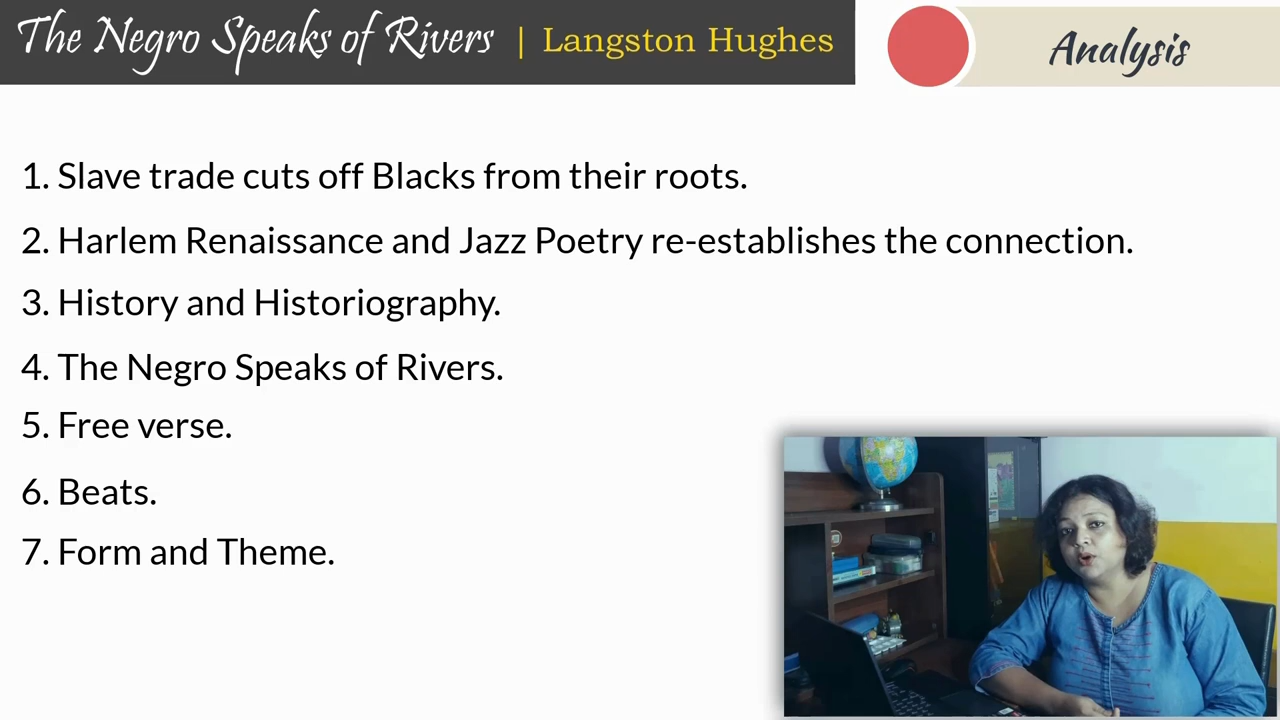 The Negro Speaks of Rivers | Langston Hughes
Analysis
1. Slave trade cuts off Blacks from their roots.
2. Harlem Renaissance and Jazz Poetry re-establishes the connection.
3. History and Historiography.
4. The Negro Speaks of Rivers.
5. Free verse.
6. Beats.
7. Form and Theme.